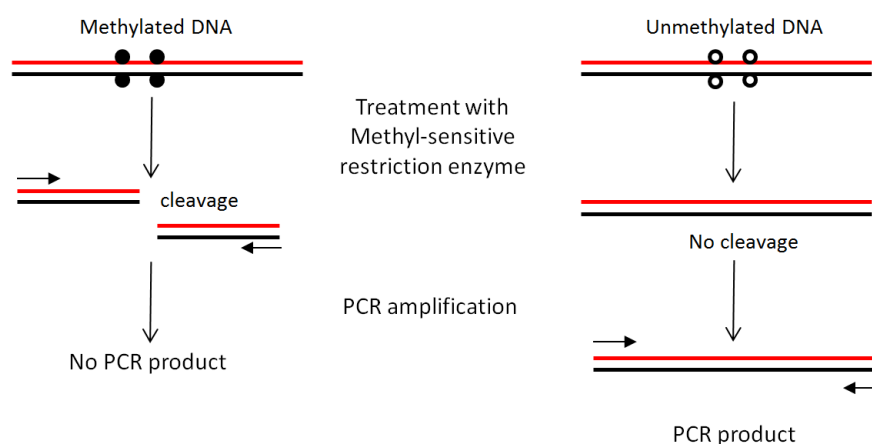 Methylated DNA
Unmethylated DNA
Treatment with
Methyl-sensitive
restriction enzyme
cleavage
No cleavage
PCR amplification
No PCR product
PCR product